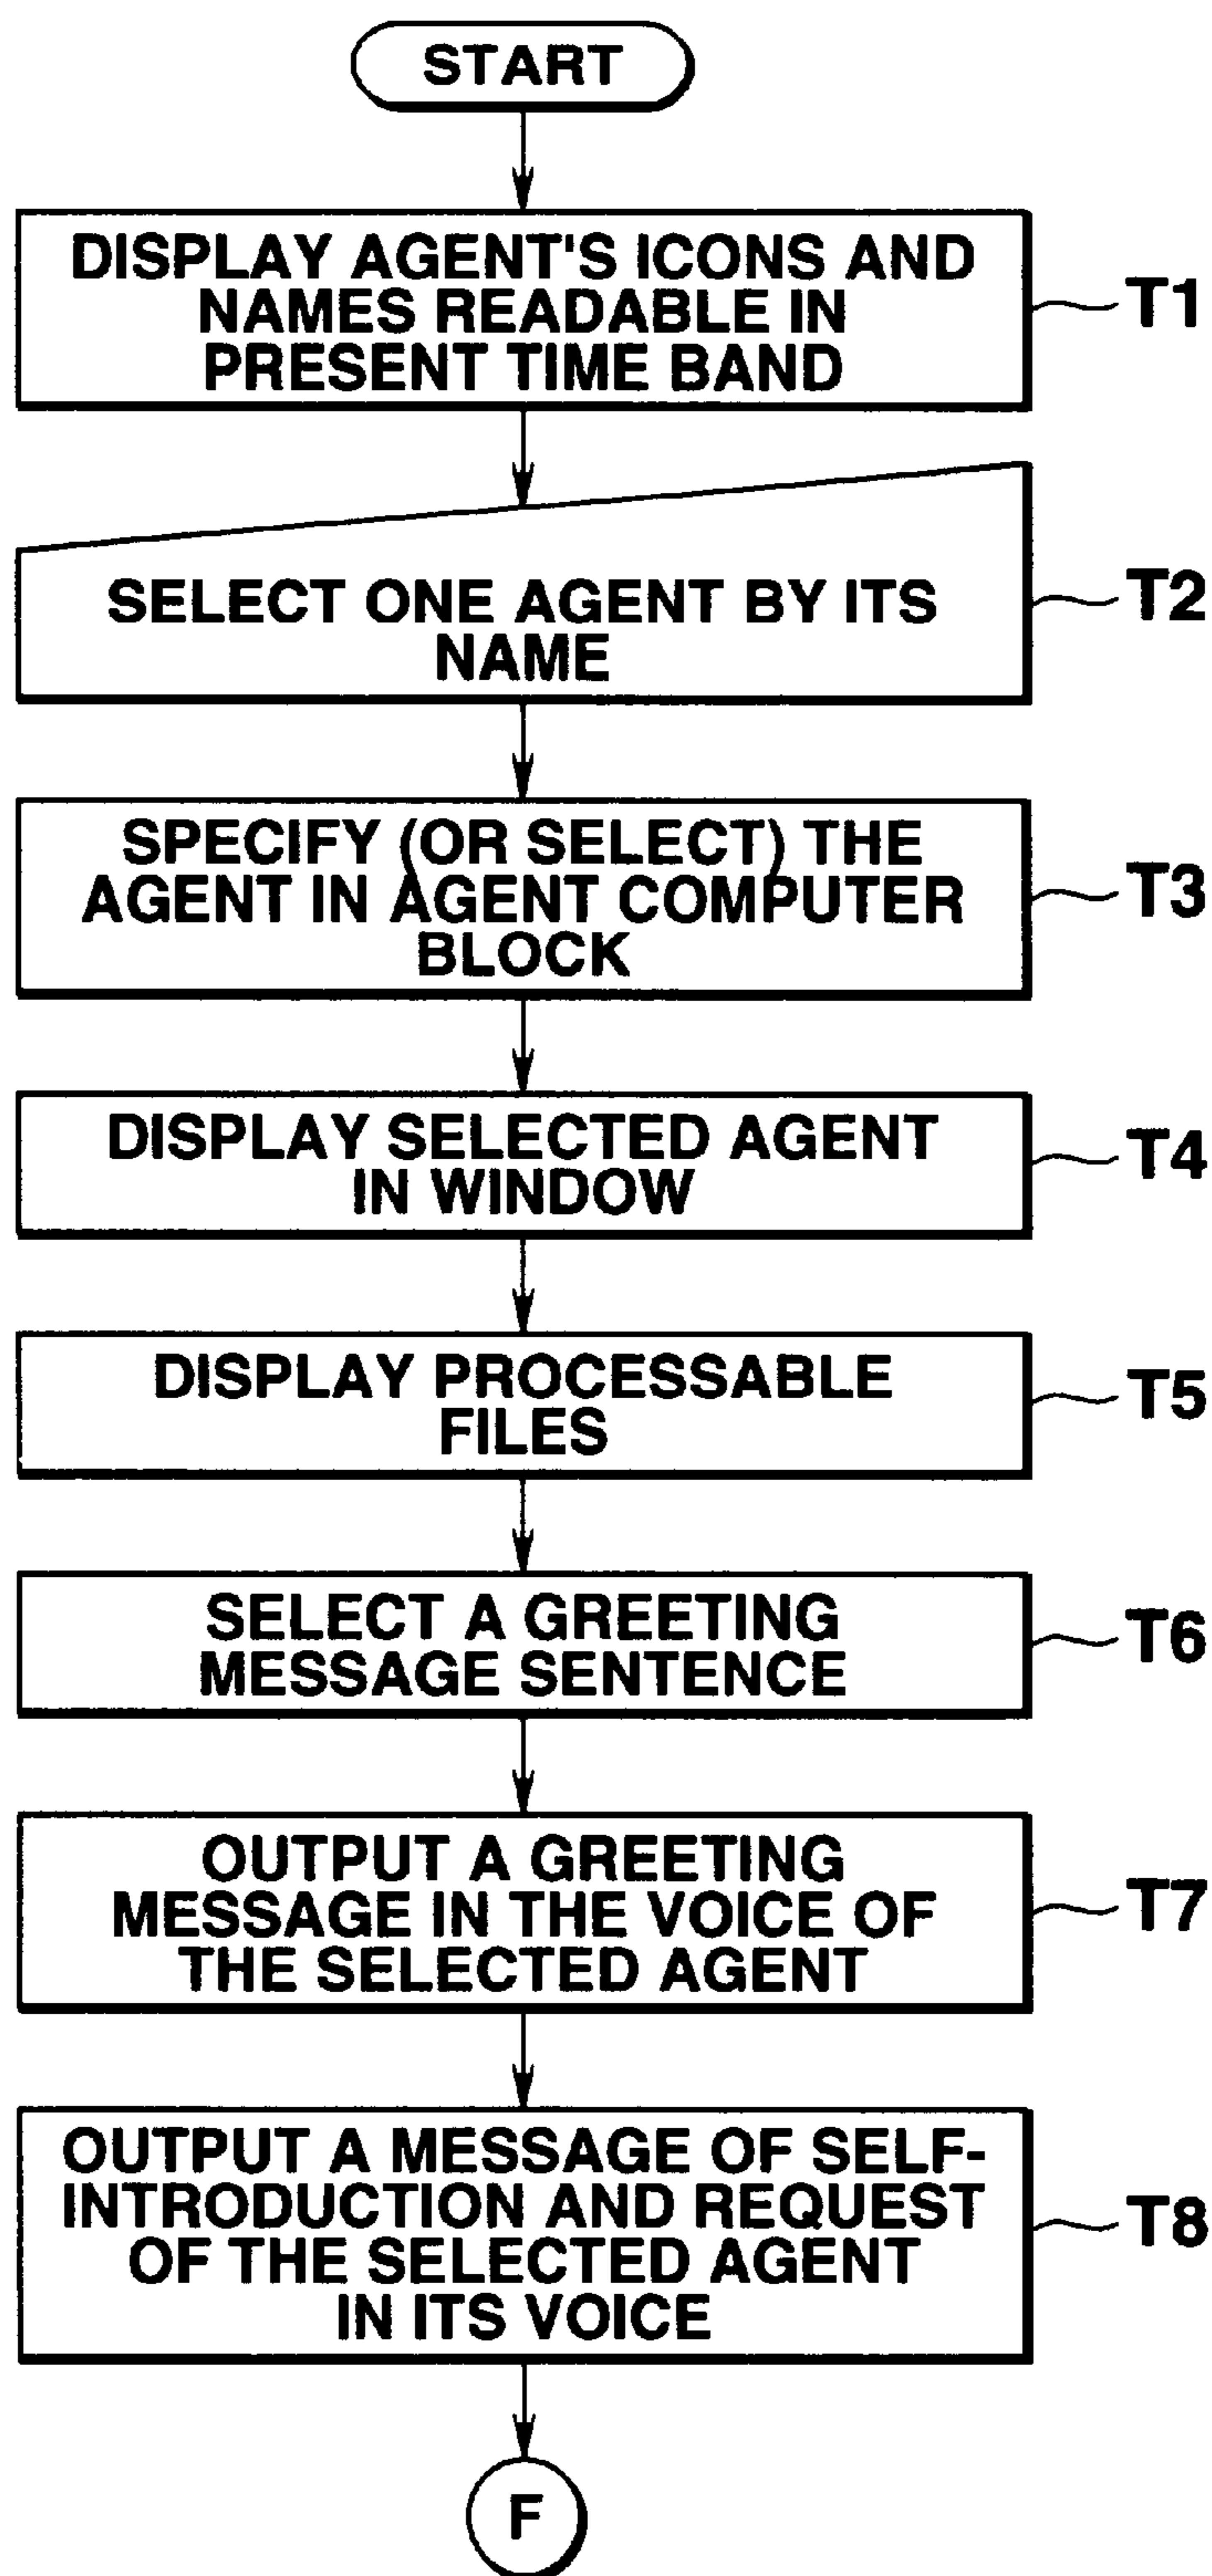 START
DISPLAY AGENT'S ICONS AND
NAMES READABLE IN
PRESENT TIME BAND
T1
SELECT ONE AGENT BY ITS
NAME
T2
SPECIFY (OR SELECT) THE
AGENT IN AGENT COMPUTER
BLOCK
T3
DISPLAY SELECTED AGENT
IN WINDOW
T4
DISPLAY PROCESSABLE
FILES
T5
SELECT A GREETING
MESSAGE SENTENCE
T6
OUTPUT A GREETING
MESSAGE IN THE VOICE OF
THE SELECTED AGENT
T7
OUTPUT A MESSAGE OF SELF-
INTRODUCTION AND REQUEST
OF THE SELECTED AGENT
IN ITS VOICE
T8
F